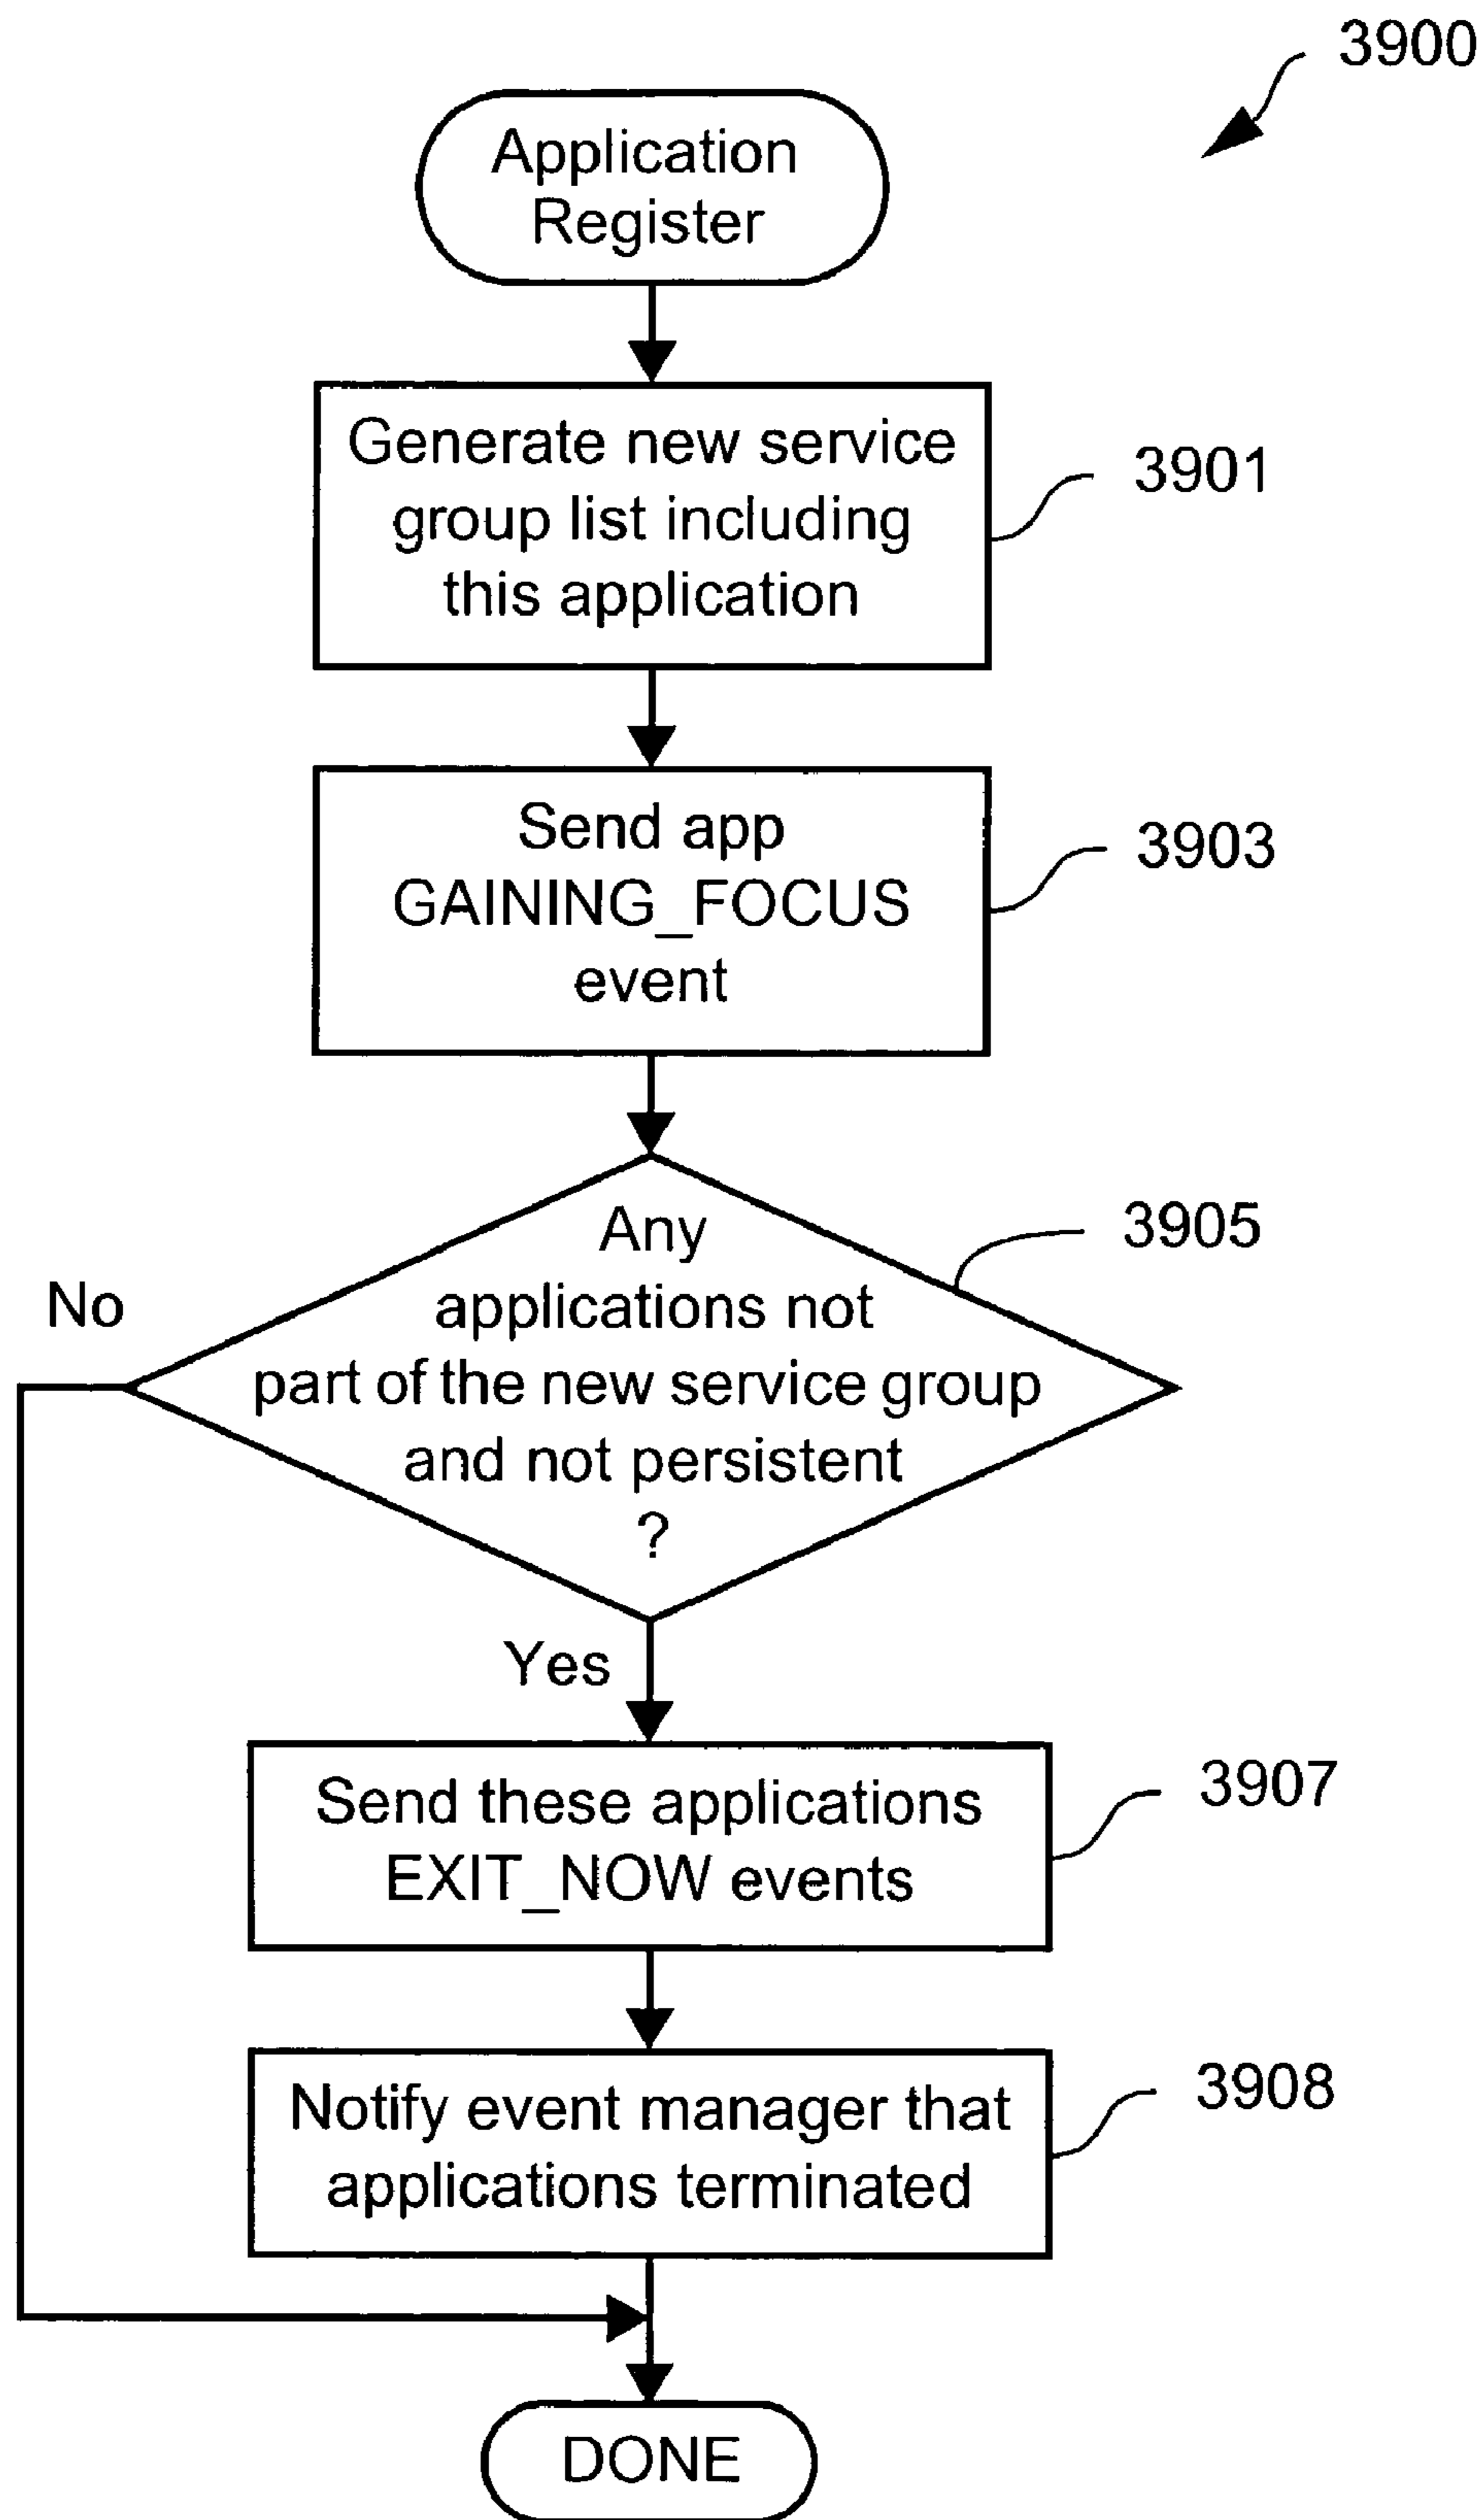 3900
Application
Register
Generate new service
group list including
this application
3901
Send app
GAINING_FOCUS
event
3903
Any
applications not
part of the new service group
and not persistent
?
3905
No
Yes
Send these applications
EXIT_NOW events
3907
Notify event manager that
applications terminated
3908
DONE